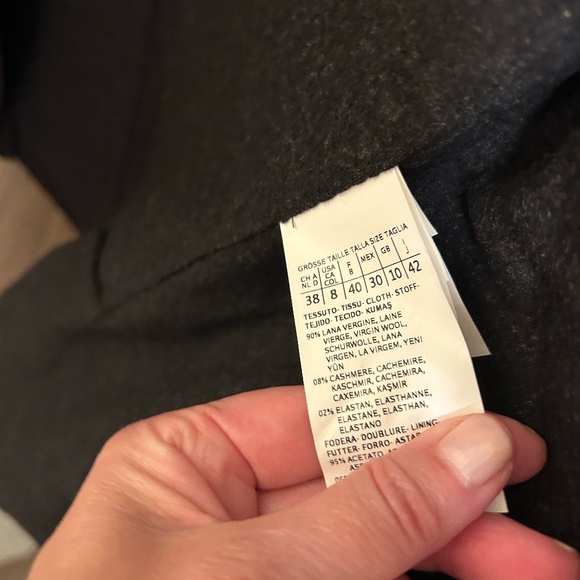 GRÖSSE TAILLE TALLA SIZE TAGLIA
CH A USA F MEX GB J
NL D CA B
COL
38 8 40 30 10 42
TESSUTO- TISSU- CLOTH- STOFF-
TEJIDO- TECIDO- KUMAŞ
90% LANA VERGINE, LAINE
VIERGE, VIRGIN WOOL,
SCHURWOLLE, LANA
VIRGEN, LA VIRGEM, YENI
YÜN
08% CASHMERE, CACHEMIRE,
KASCHMIR, CACHEMIRA,
CAXEMIRA, KAŞMİR
02% ELASTAN, ELASTHANNE,
ELASTANE, ELASTHAN,
ELASTANO
FODERA- DOUBLURE- LINING-
FUTTER- FORRO- ASTAR
95% ACETATO,